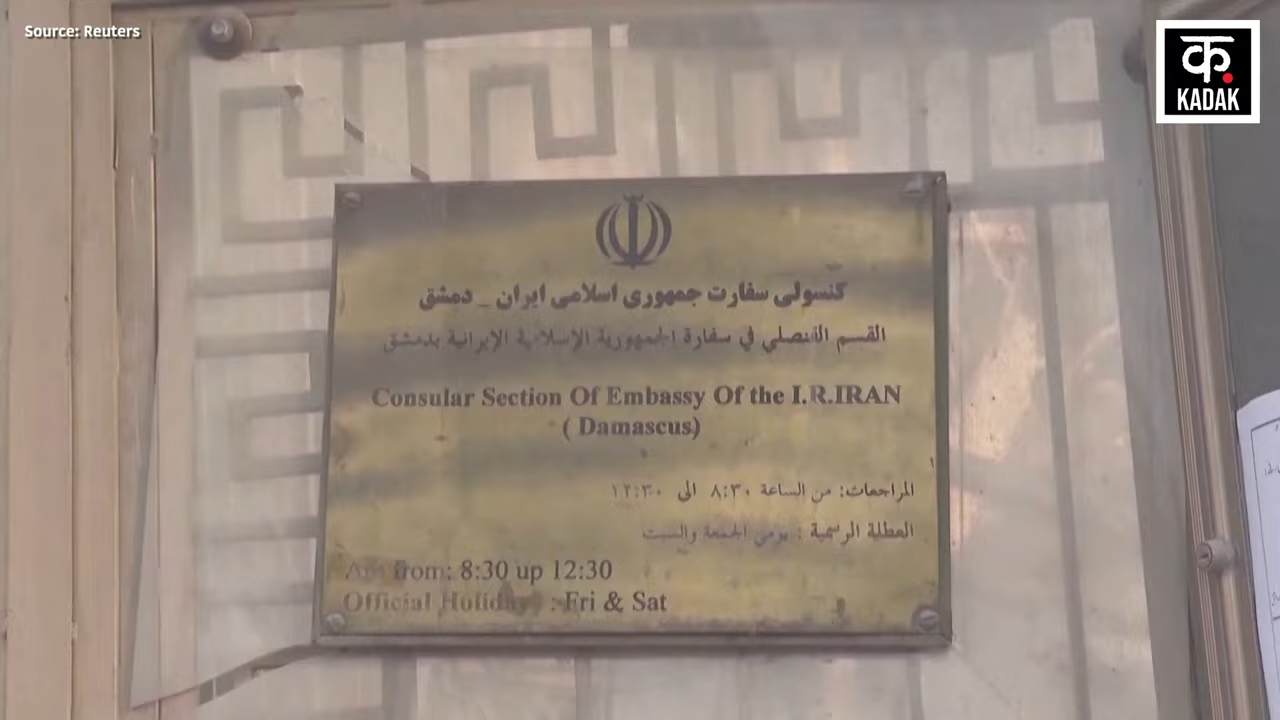 Source: Reuters
क.
KADAK
کنسولی سفارت جمهوری اسلامی ایران _ دمشق
القسم القنصلي في سفارة الجمهورية الإسلامية الإيرانية بدمشق
Consular Section Of Embassy Of the I.R.IRAN
( Damascus)
المراجعات: من الساعة ٨:٣٠ الى ١٢:٣٠
العطلة الرسمية : يومي الجمعة والسبت
from: 8:30 up 12:30
Official Holiday : Fri & Sat